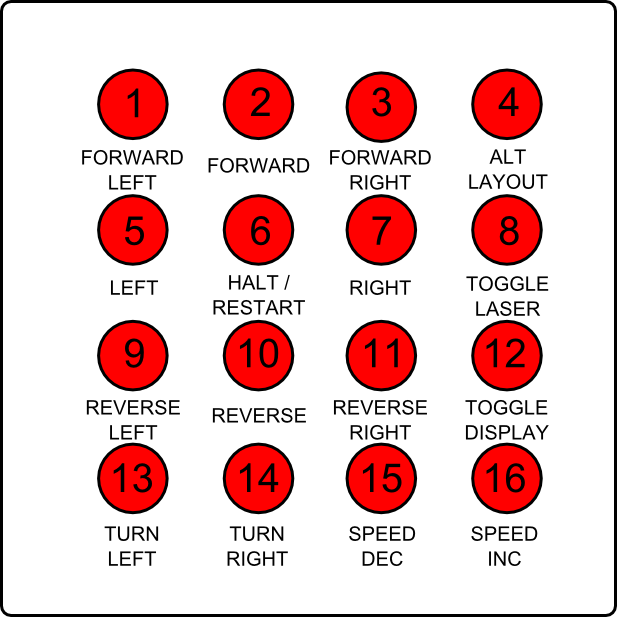 1 2 3 4
FORWARD LEFT
FORWARD
FORWARD RIGHT
ALT LAYOUT
5 6 7 8
LEFT
HALT / RESTART
RIGHT
TOGGLE LASER
9 10 11 12
REVERSE LEFT
REVERSE
REVERSE RIGHT
TOGGLE DISPLAY
13 14 15 16
TURN LEFT
TURN RIGHT
SPEED DEC
SPEED INC